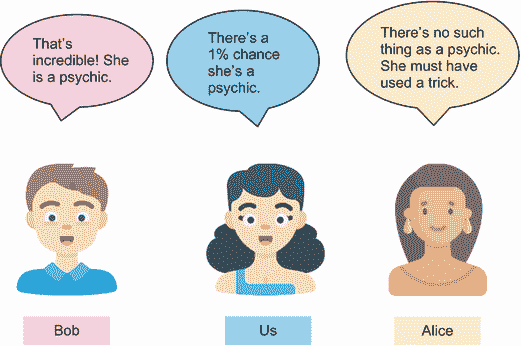 That's
incredible! She
is a psychic.
There's a
1% chance
she's a
psychic.
There's no such
thing as a psychic.
She must have
used a trick.
Bob
Us
Alice